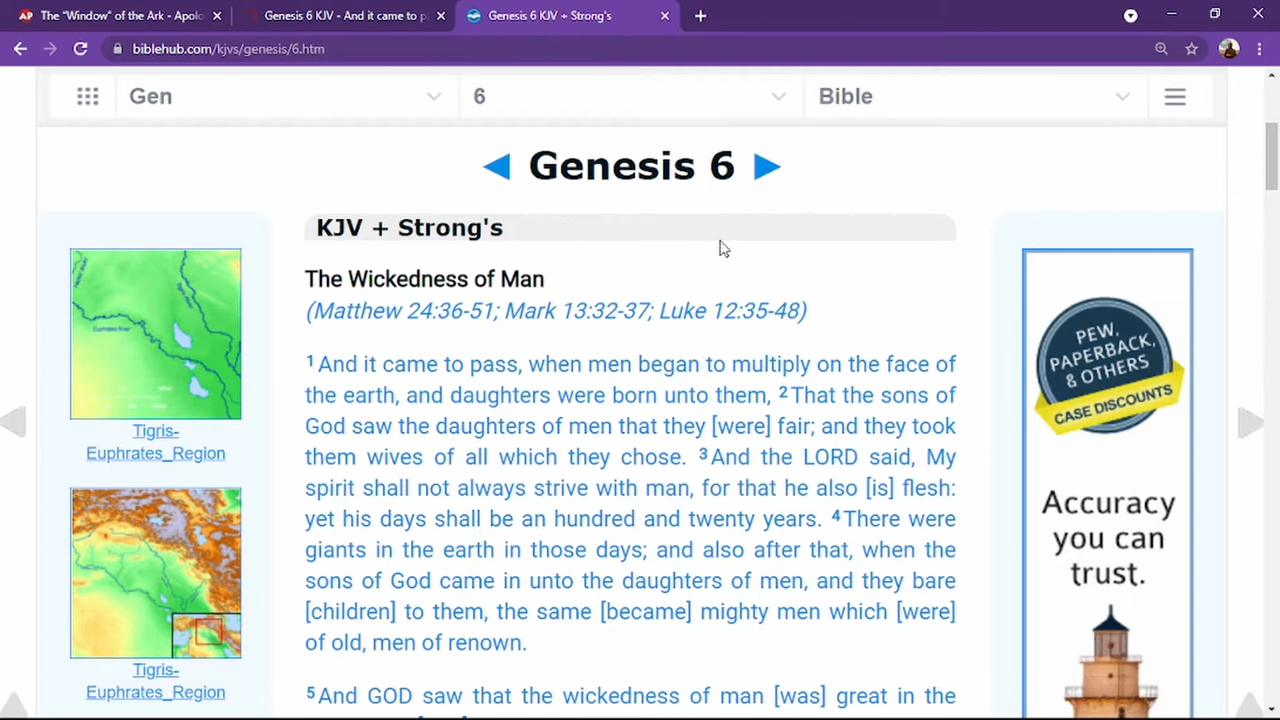 The "Window" of the Ark - Apolo
Genesis 6 KJV - And it came to p
Genesis 6 KJV + Strong's
biblehub.com/kjvs/genesis/6.htm
Gen
6
Bible
Genesis 6
KJV + Strong's
The Wickedness of Man
(Matthew 24:36-51; Mark 13:32-37; Luke 12:35-48)
1 And it came to pass, when men began to multiply on the face of
the earth, and daughters were born unto them, 2 That the sons of
God saw the daughters of men that they [were] fair; and they took
them wives of all which they chose. 3 And the LORD said, My
spirit shall not always strive with man, for that he also [is] flesh:
yet his days shall be an hundred and twenty years. 4 There were
giants in the earth in those days; and also after that, when the
sons of God came in unto the daughters of men, and they bare
[children] to them, the same [became] mighty men which [were]
of old, men of renown.
5 And GOD saw that the wickedness of man [was] great in the
Tigris-
Euphrates_Region
Tigris-
Euphrates_Region
PEW,
PAPERBACK,
& OTHERS
CASE DISCOUNTS
Accuracy
you can
trust.